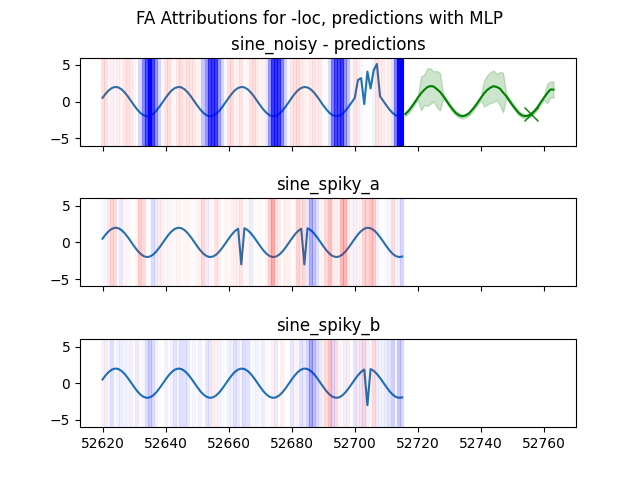 FA Attributions for -loc, predictions with MLP
sine_noisy - predictions
5
0
−5
sine_spiky_a
5
0
−5
sine_spiky_b
5
0
−5
52620 52640 52660 52680 52700 52720 52740 52760